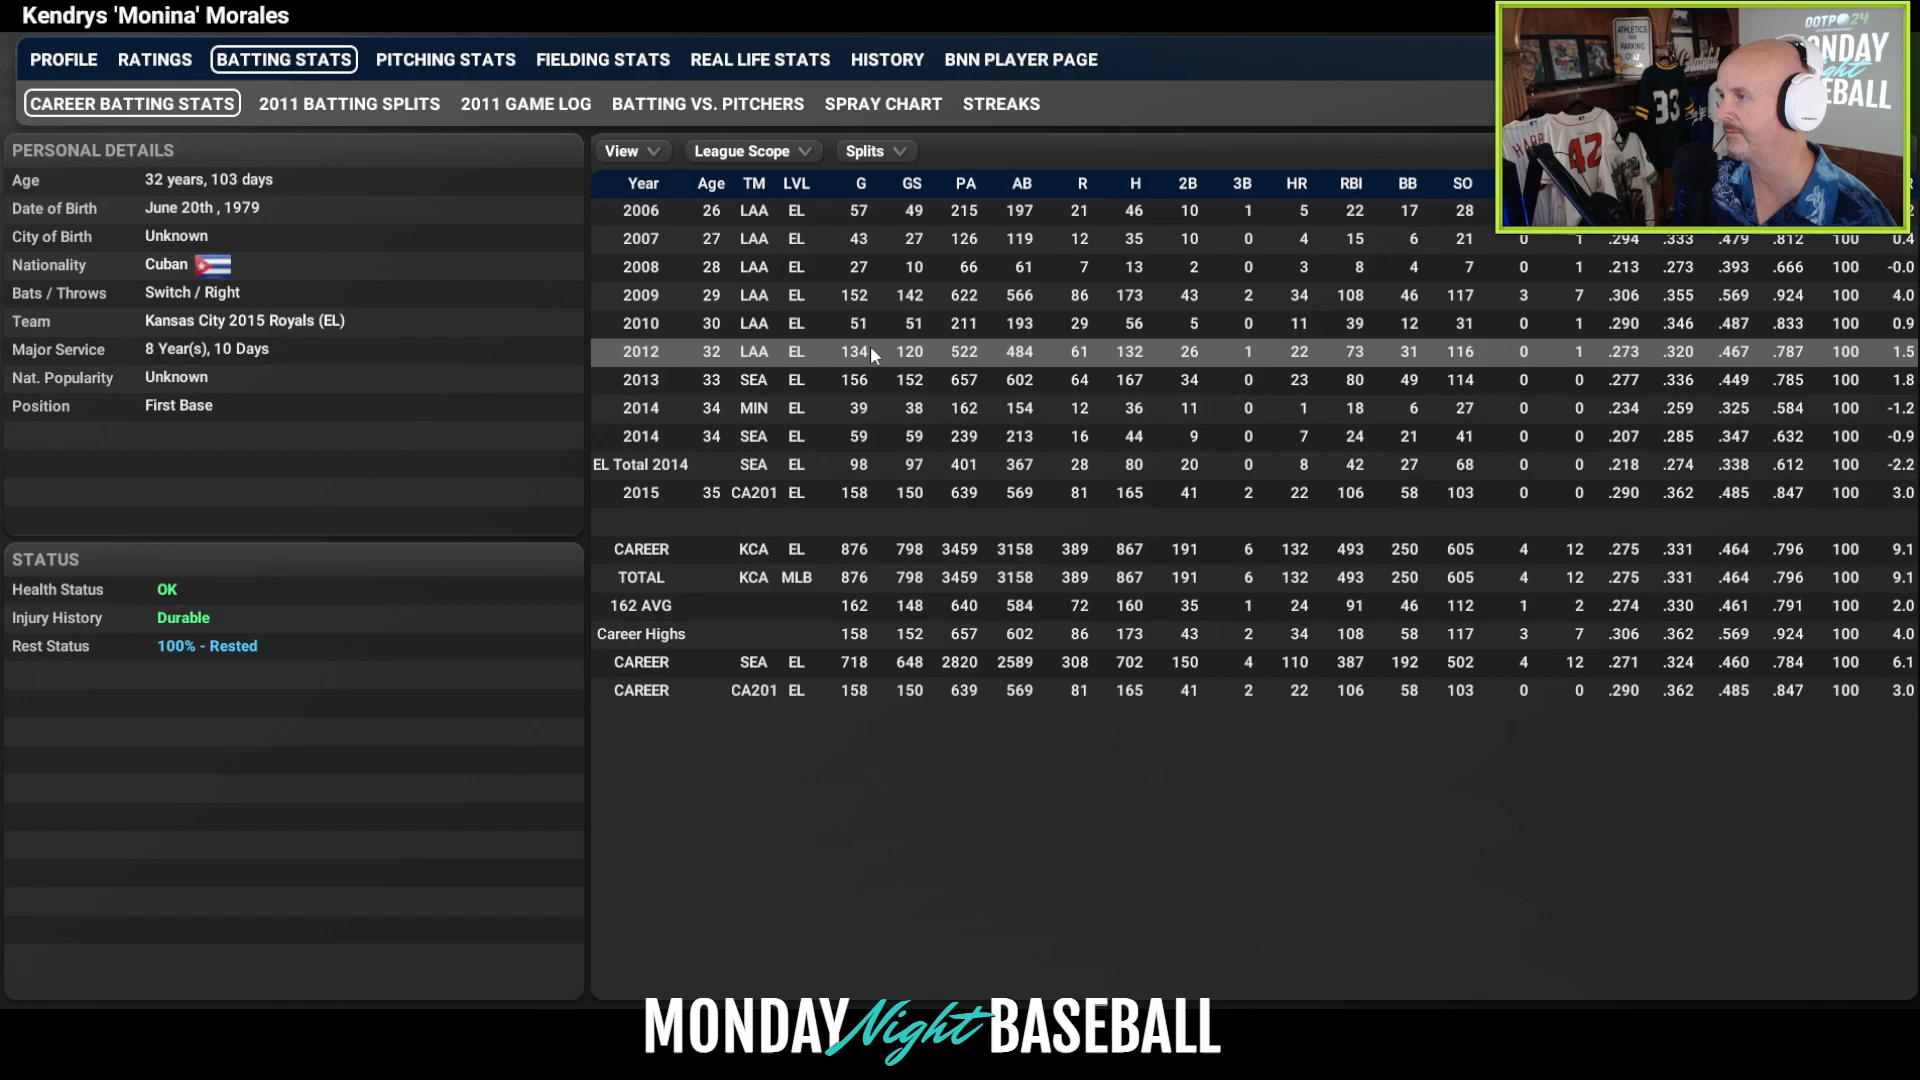 Kendrys 'Monina' Morales
PROFILE RATINGS BATTING STATS PITCHING STATS FIELDING STATS REAL LIFE STATS HISTORY BNN PLAYER PAGE
CAREER BATTING STATS 2011 BATTING SPLITS 2011 GAME LOG BATTING VS. PITCHERS SPRAY CHART STREAKS
PERSONAL DETAILS
Age 32 years, 103 days
Date of Birth June 20th , 1979
City of Birth Unknown
Nationality Cuban
Bats / Throws Switch / Right
Team Kansas City 2015 Royals (EL)
Major Service 8 Year(s), 10 Days
Nat. Popularity Unknown
Position First Base
STATUS
Health Status OK
Injury History Durable
Rest Status 100% - Rested
View League Scope Splits
Year Age TM LVL G GS PA AB R H 2B 3B HR RBI BB SO
2006 26 LAA EL 57 49 215 197 21 46 10 1 5 22 17 28
2007 27 LAA EL 43 27 126 119 12 35 10 0 4 15 6 21 0 1 .294 .333 .479 .812 100 0.4
2008 28 LAA EL 27 10 66 61 7 13 2 0 3 8 4 7 0 1 .213 .273 .393 .666 100 -0.0
2009 29 LAA EL 152 142 622 566 86 173 43 2 34 108 46 117 3 7 .306 .355 .569 .924 100 4.0
2010 30 LAA EL 51 51 211 193 29 56 5 0 11 39 12 31 0 1 .290 .346 .487 .833 100 0.9
2012 32 LAA EL 134 120 522 484 61 132 26 1 22 73 31 116 0 1 .273 .320 .467 .787 100 1.5
2013 33 SEA EL 156 152 657 602 64 167 34 0 23 80 49 114 0 0 .277 .336 .449 .785 100 1.8
2014 34 MIN EL 39 38 162 154 12 36 11 0 1 18 6 27 0 0 .234 .259 .325 .584 100 -1.2
2014 34 SEA EL 59 59 239 213 16 44 9 0 7 24 21 41 0 0 .207 .285 .347 .632 100 -0.9
EL Total 2014 SEA EL 98 97 401 367 28 80 20 0 8 42 27 68 0 0 .218 .274 .338 .612 100 -2.2
2015 35 CA201 EL 158 150 639 569 81 165 41 2 22 106 58 103 0 0 .290 .362 .485 .847 100 3.0
CAREER KCA EL 876 798 3459 3158 389 867 191 6 132 493 250 605 4 12 .275 .331 .464 .796 100 9.1
TOTAL KCA MLB 876 798 3459 3158 389 867 191 6 132 493 250 605 4 12 .275 .331 .464 .796 100 9.1
162 AVG 162 148 640 584 72 160 35 1 24 91 46 112 1 2 .274 .330 .461 .791 100 2.0
Career Highs 158 152 657 602 86 173 43 2 34 108 58 117 3 7 .306 .362 .569 .924 100 4.0
CAREER SEA EL 718 648 2820 2589 308 702 150 4 110 387 192 502 4 12 .271 .324 .460 .784 100 6.1
CAREER CA201 EL 158 150 639 569 81 165 41 2 22 106 58 103 0 0 .290 .362 .485 .847 100 3.0
ATHLETICS
FAN
PARKING
ONLY
33
42
OOTP 24
MONDAY Night BASEBALL